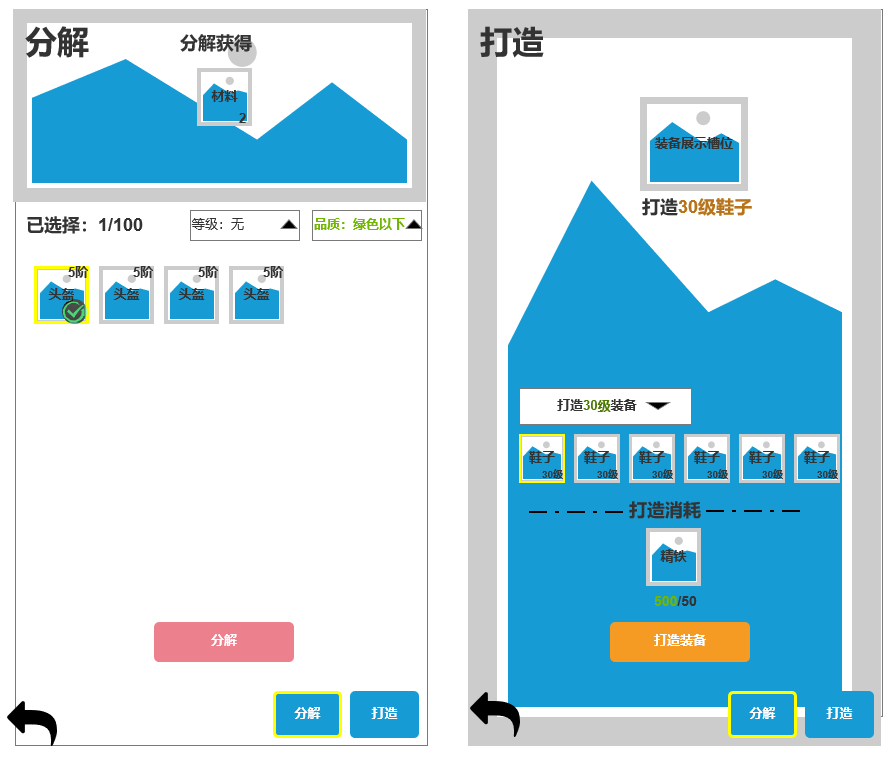 分解
分解获得
材料
2
已选择：1/100
等级：无
品质：绿色以下
5阶
头盔
5阶
头盔
5阶
头盔
5阶
头盔
分解
分解
打造
打造
装备展示槽位
打造30级鞋子
打造30级装备
鞋子
30级
鞋子
30级
鞋子
30级
鞋子
30级
鞋子
30级
鞋子
30级
打造消耗
精铁
500/50
打造装备
分解
打造